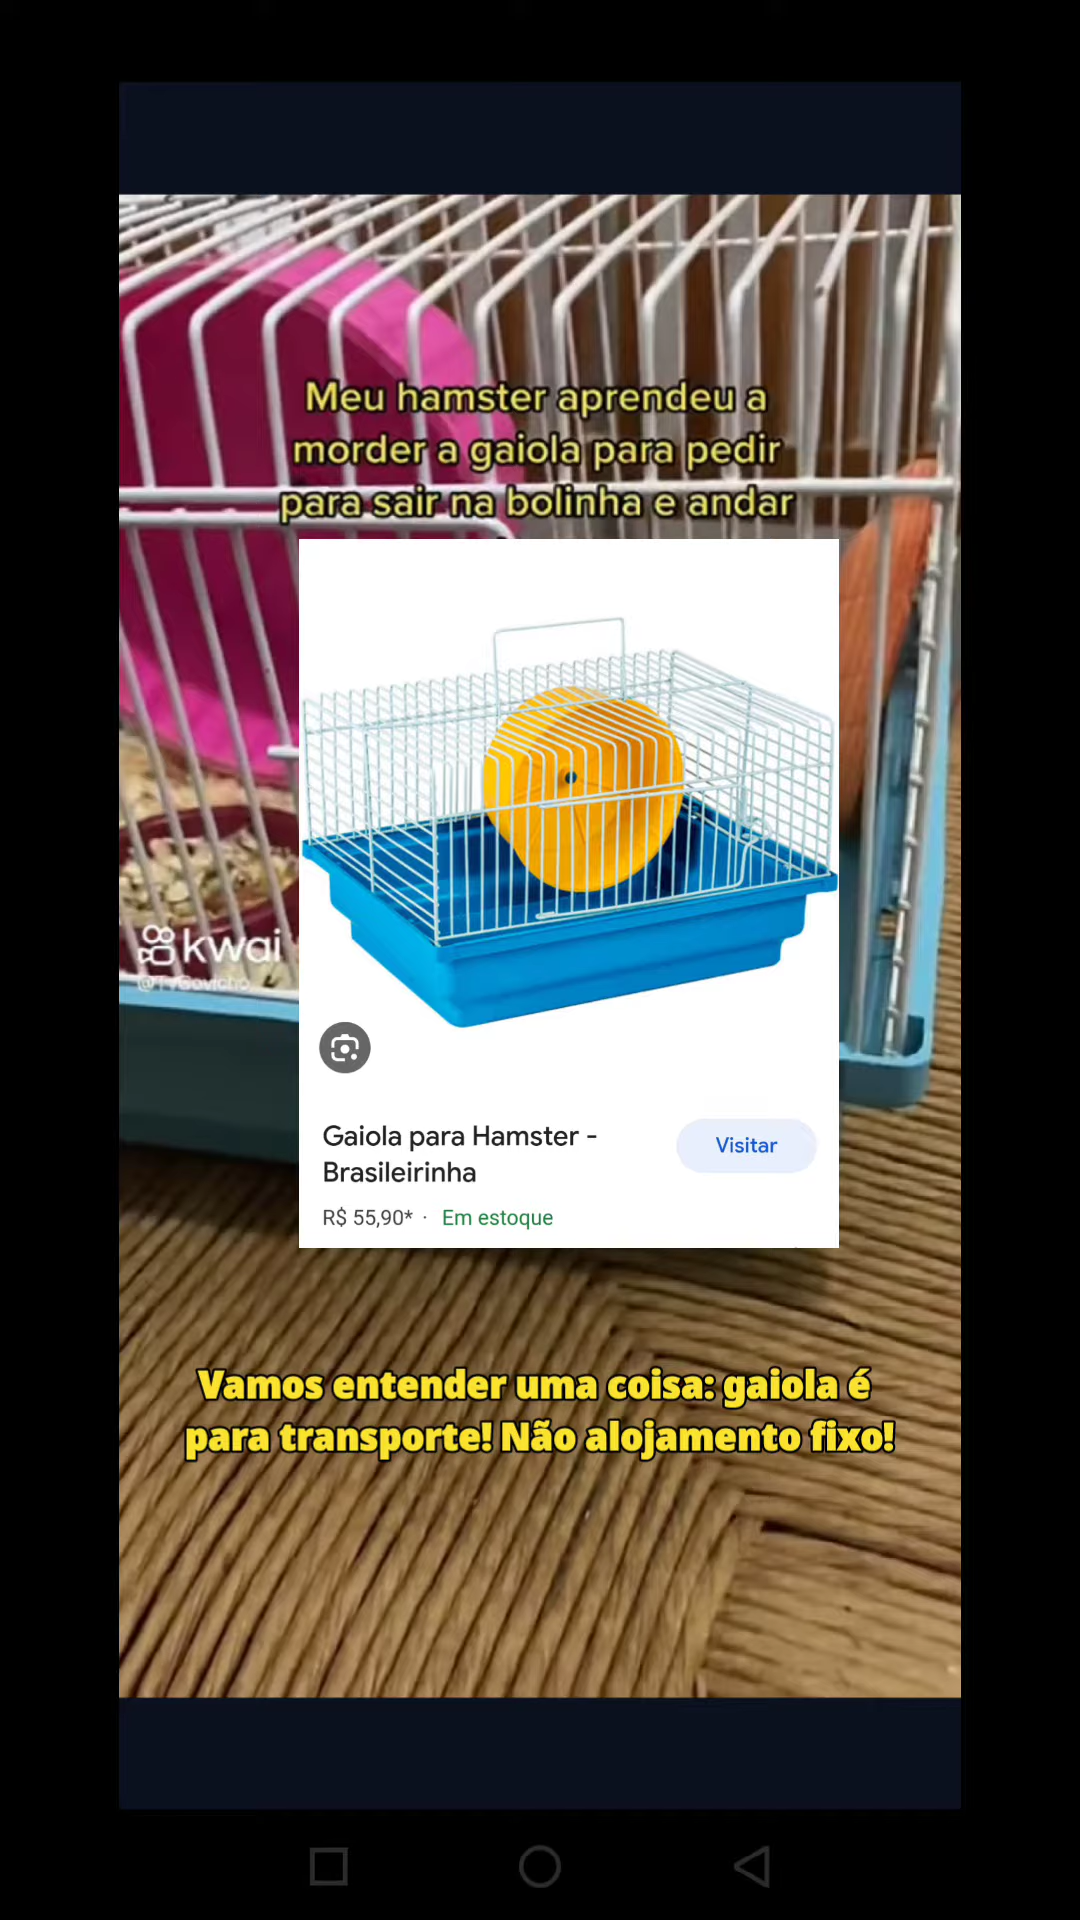 Meu hamster aprendeu a
morder a gaiola para pedir
para sair na bolinha e andar
kwai
Gaiola para Hamster -
Brasileirinha
Visitar
R$ 55,90* · Em estoque
Vamos entender uma coisa: gaiola é
para transporte! Não alojamento fixo!